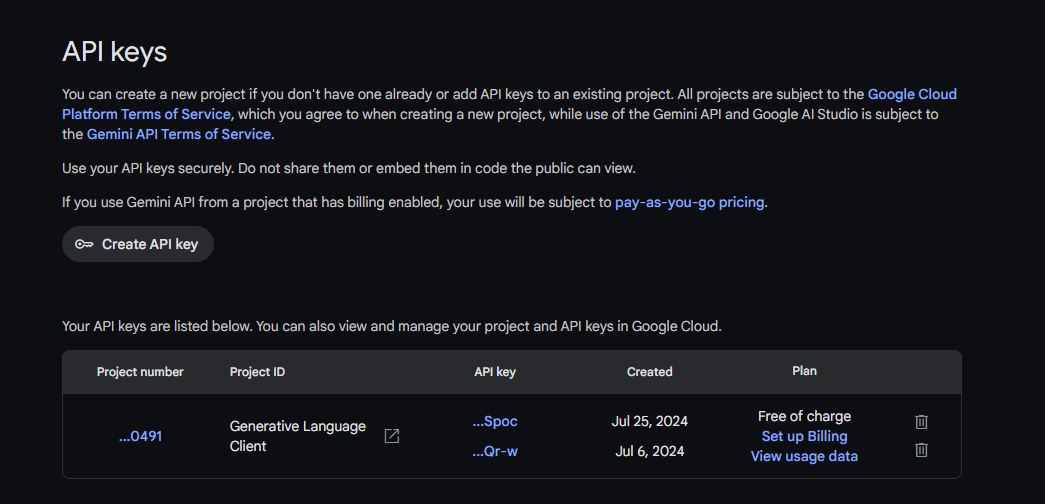 API keys
You can create a new project if you don't have one already or add API keys to an existing project. All projects are subject to the Google Cloud
Platform Terms of Service, which you agree to when creating a new project, while use of the Gemini API and Google AI Studio is subject to
the Gemini API Terms of Service.
Use your API keys securely. Do not share them or embed them in code the public can view.
If you use Gemini API from a project that has billing enabled, your use will be subject to pay-as-you-go pricing.
Create API key
Your API keys are listed below. You can also view and manage your project and API keys in Google Cloud.
Project number Project ID API key Created Plan
...0491
Generative Language
Client
...Spoc Jul 25, 2024
...Qr-w Jul 6, 2024
Free of charge
Set up Billing
View usage data